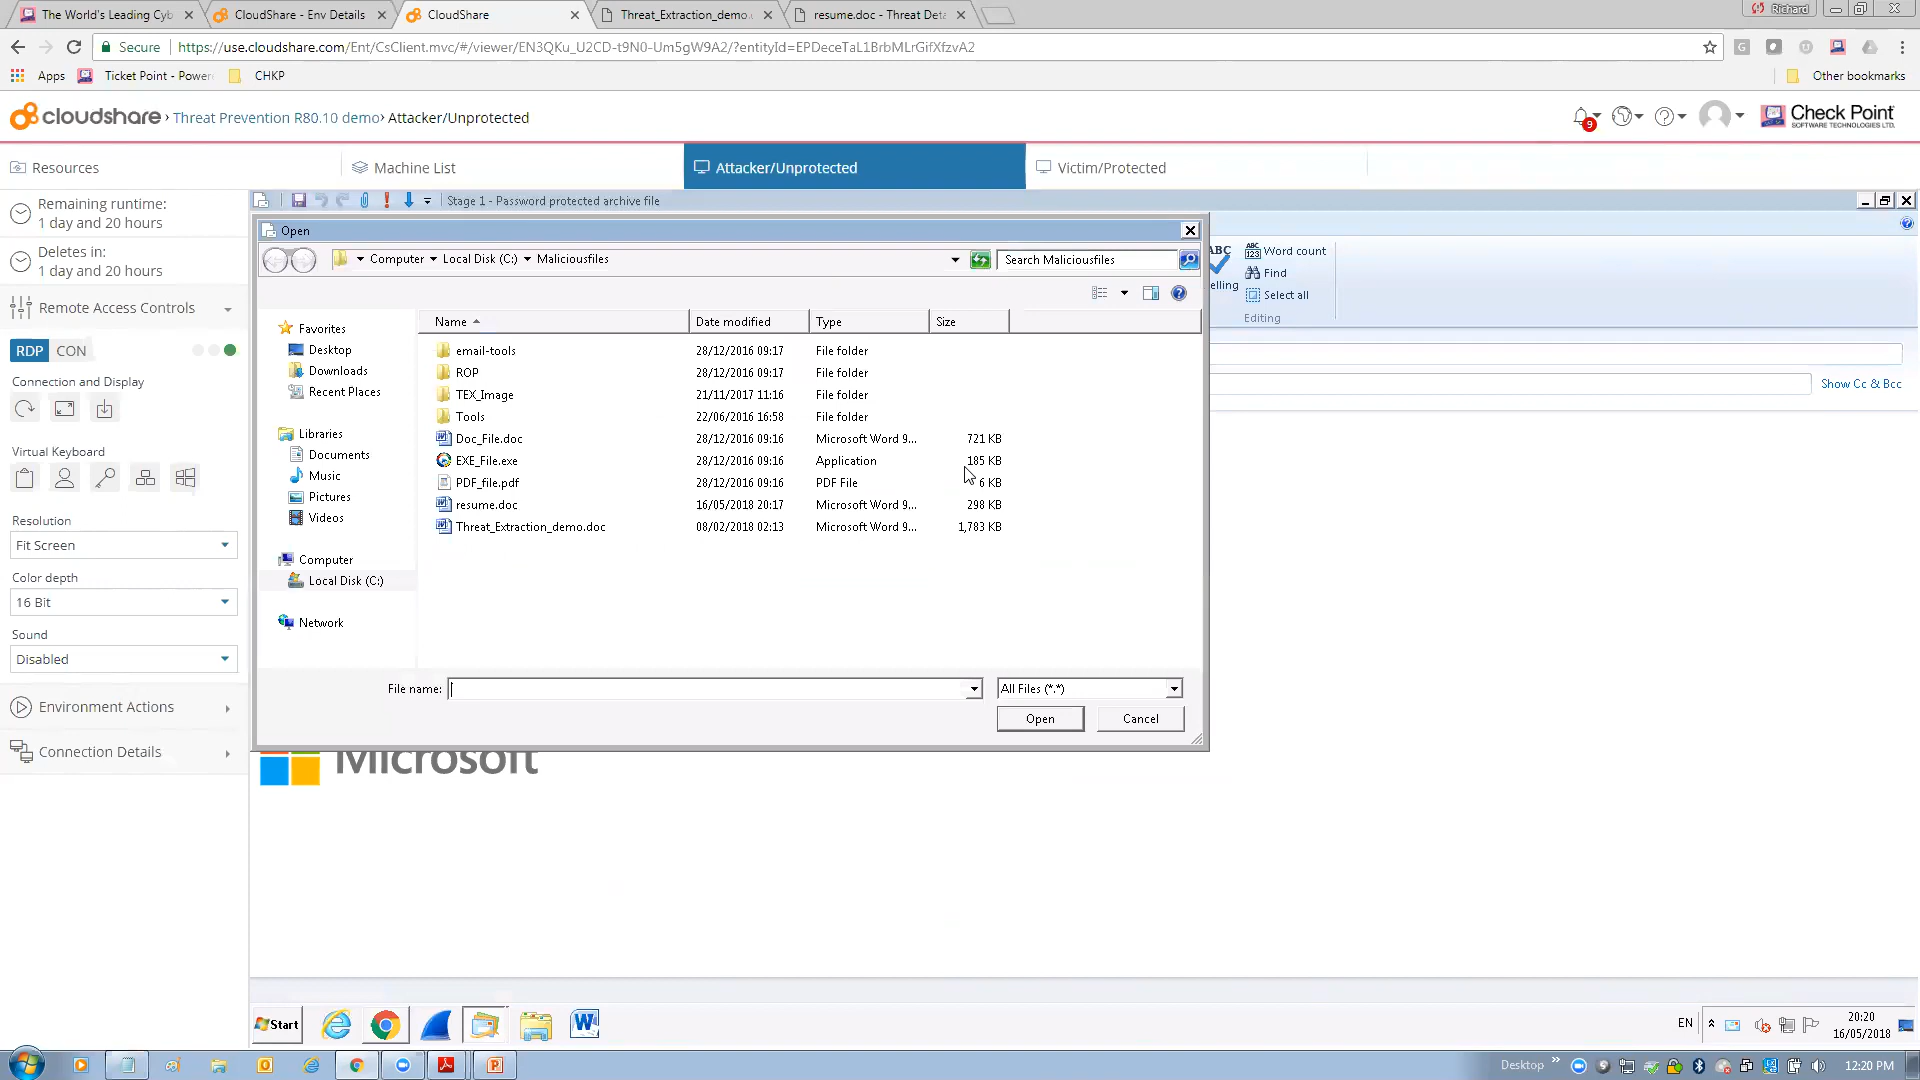 The World's Leading Cyb
CloudShare - Env Details
CloudShare
Threat_Extraction_demo.
resume.doc - Threat Det
Richard
Secure
https://use.cloudshare.com/Ent/CsClient.mvc/#/viewer/EN3QKu_U2CD-t9N0-Um5gW9A2/?entityId=EPDeceTaL1BrbMLrGifXfzvA2
Apps
Ticket Point - Power
CHKP
Other bookmarks
cloudshare › Threat Prevention R80.10 demo › Attacker/Unprotected
9
Check Point
SOFTWARE TECHNOLOGIES LTD.
Resources
Machine List
Attacker/Unprotected
Victim/Protected
Remaining runtime:
1 day and 20 hours
Deletes in:
1 day and 20 hours
Remote Access Controls
RDP CON
Connection and Display
Virtual Keyboard
Resolution
Fit Screen
Color depth
16 Bit
Sound
Disabled
Environment Actions
Connection Details
Stage 1 - Password protected archive file
Open
Computer
Local Disk (C:)
Maliciousfiles
Search Maliciousfiles
Favorites
Desktop
Downloads
Recent Places
Libraries
Documents
Music
Pictures
Videos
Computer
Local Disk (C:)
Network
Name Date modified Type Size
email-tools 28/12/2016 09:17 File folder
ROP 28/12/2016 09:17 File folder
TEX_Image 21/11/2017 11:16 File folder
Tools 22/06/2016 16:58 File folder
Doc_File.doc 28/12/2016 09:16 Microsoft Word 9... 721 KB
EXE_File.exe 28/12/2016 09:16 Application 185 KB
PDF_file.pdf 28/12/2016 09:16 PDF File 6 KB
resume.doc 16/05/2018 20:17 Microsoft Word 9... 298 KB
Threat_Extraction_demo.doc 08/02/2018 02:13 Microsoft Word 9... 1,783 KB
File name:
All Files (*.*)
Open
Cancel
ABC
elling
ABC
123
Word count
Find
Select all
Editing
Show Cc & Bcc
Microsoft
Start
EN
20:20
16/05/2018
Desktop
12:20 PM